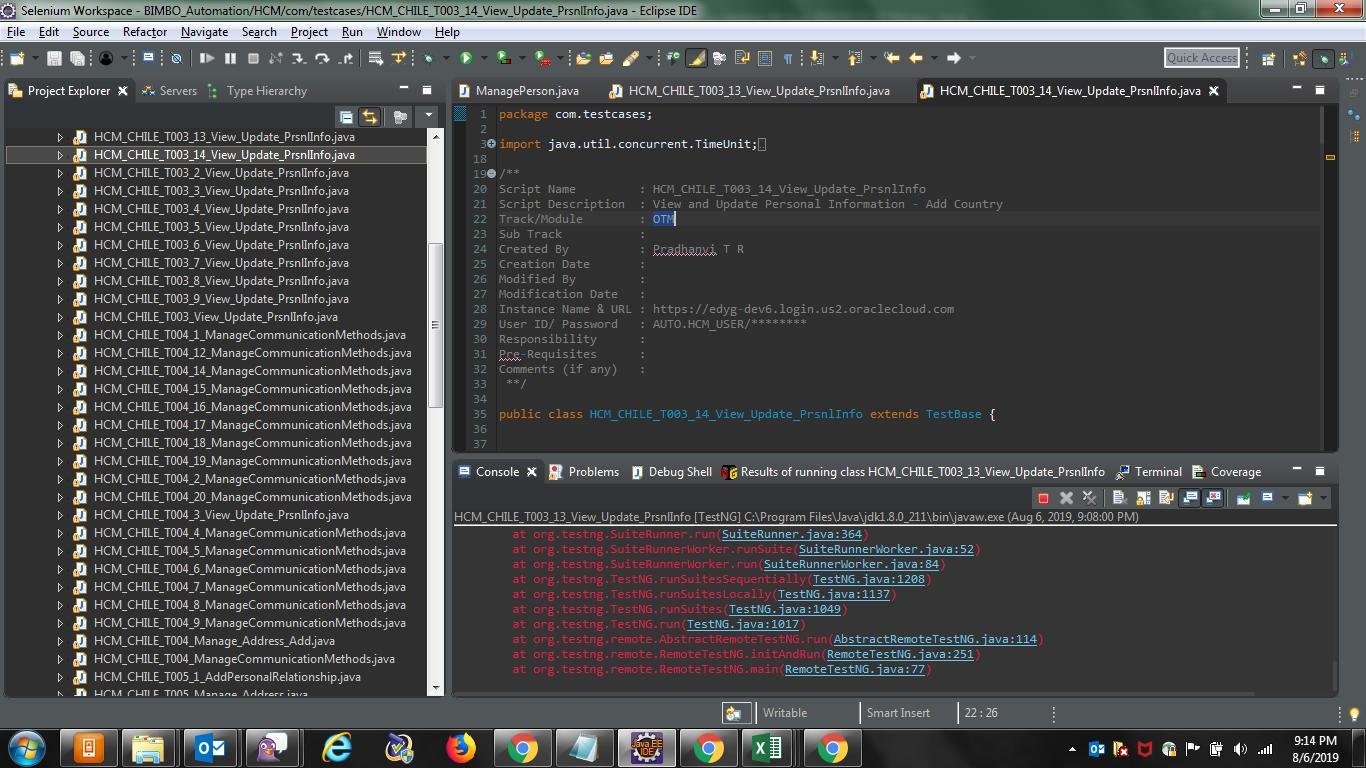 Selenium Workspace - BIMBO_Automation/HCM/com/testcases/HCM_CHILE_T003_14_View_Update_PrsnlInfo.java - Eclipse IDE
File Edit Source Refactor Navigate Search Project Run Window Help
Quick Access
Project Explorer Servers Type Hierarchy
HCM_CHILE_T003_13_View_Update_PrsnlInfo.java
HCM_CHILE_T003_14_View_Update_PrsnlInfo.java
HCM_CHILE_T003_2_View_Update_PrsnlInfo.java
HCM_CHILE_T003_3_View_Update_PrsnlInfo.java
HCM_CHILE_T003_4_View_Update_PrsnlInfo.java
HCM_CHILE_T003_5_View_Update_PrsnlInfo.java
HCM_CHILE_T003_6_View_Update_PrsnlInfo.java
HCM_CHILE_T003_7_View_Update_PrsnlInfo.java
HCM_CHILE_T003_8_View_Update_PrsnlInfo.java
HCM_CHILE_T003_9_View_Update_PrsnlInfo.java
HCM_CHILE_T003_View_Update_PrsnlInfo.java
HCM_CHILE_T004_1_ManageCommunicationMethods.java
HCM_CHILE_T004_12_ManageCommunicationMethods.java
HCM_CHILE_T004_14_ManageCommunicationMethods.java
HCM_CHILE_T004_15_ManageCommunicationMethods.java
HCM_CHILE_T004_16_ManageCommunicationMethods.java
HCM_CHILE_T004_17_ManageCommunicationMethods.java
HCM_CHILE_T004_18_ManageCommunicationMethods.java
HCM_CHILE_T004_19_ManageCommunicationMethods.java
HCM_CHILE_T004_2_ManageCommunicationMethods.java
HCM_CHILE_T004_20_ManageCommunicationMethods.java
HCM_CHILE_T004_3_View_Update_PrsnlInfo.java
HCM_CHILE_T004_4_ManageCommunicationMethods.java
HCM_CHILE_T004_5_ManageCommunicationMethods.java
HCM_CHILE_T004_6_ManageCommunicationMethods.java
HCM_CHILE_T004_7_ManageCommunicationMethods.java
HCM_CHILE_T004_8_ManageCommunicationMethods.java
HCM_CHILE_T004_9_ManageCommunicationMethods.java
HCM_CHILE_T004_Manage_Address_Add.java
HCM_CHILE_T004_ManageCommunicationMethods.java
HCM_CHILE_T005_1_AddPersonalRelationship.java
HCM_CHILE_T005_Manage_Address.java
ManagePerson.java HCM_CHILE_T003_13_View_Update_PrsnlInfo.java HCM_CHILE_T003_14_View_Update_PrsnlInfo.java
1 package com.testcases;
2
3 import java.util.concurrent.TimeUnit;
18
19 /**
20 Script Name : HCM_CHILE_T003_14_View_Update_PrsnlInfo
21 Script Description : View and Update Personal Information - Add Country
22 Track/Module : OTM
23 Sub Track :
24 Created By : Pradhanvi T R
25 Creation Date :
26 Modified By :
27 Modification Date :
28 Instance Name & URL : https://edyg-dev6.login.us2.oraclecloud.com
29 User ID/ Password : AUTO.HCM_USER/********
30 Responsibility :
31 Pre-Requisites :
32 Comments (if any) :
33 **/
34
35 public class HCM_CHILE_T003_14_View_Update_PrsnlInfo extends TestBase {
36
37
Console Problems Debug Shell Results of running class HCM_CHILE_T003_13_View_Update_PrsnlInfo Terminal Coverage
HCM_CHILE_T003_13_View_Update_PrsnlInfo [TestNG] C:\Program Files\Java\jdk1.8.0_211\bin\javaw.exe (Aug 6, 2019, 9:08:00 PM)
at org.testng.SuiteRunner.run(SuiteRunner.java:364)
at org.testng.SuiteRunnerWorker.runSuite(SuiteRunnerWorker.java:52)
at org.testng.SuiteRunnerWorker.run(SuiteRunnerWorker.java:84)
at org.testng.TestNG.runSuitesSequentially(TestNG.java:1208)
at org.testng.TestNG.runSuitesLocally(TestNG.java:1137)
at org.testng.TestNG.runSuites(TestNG.java:1049)
at org.testng.TestNG.run(TestNG.java:1017)
at org.testng.remote.AbstractRemoteTestNG.run(AbstractRemoteTestNG.java:114)
at org.testng.remote.RemoteTestNG.initAndRun(RemoteTestNG.java:251)
at org.testng.remote.RemoteTestNG.main(RemoteTestNG.java:77)
Writable Smart Insert 22 : 26
Java EE
IDE
9:14 PM
8/6/2019